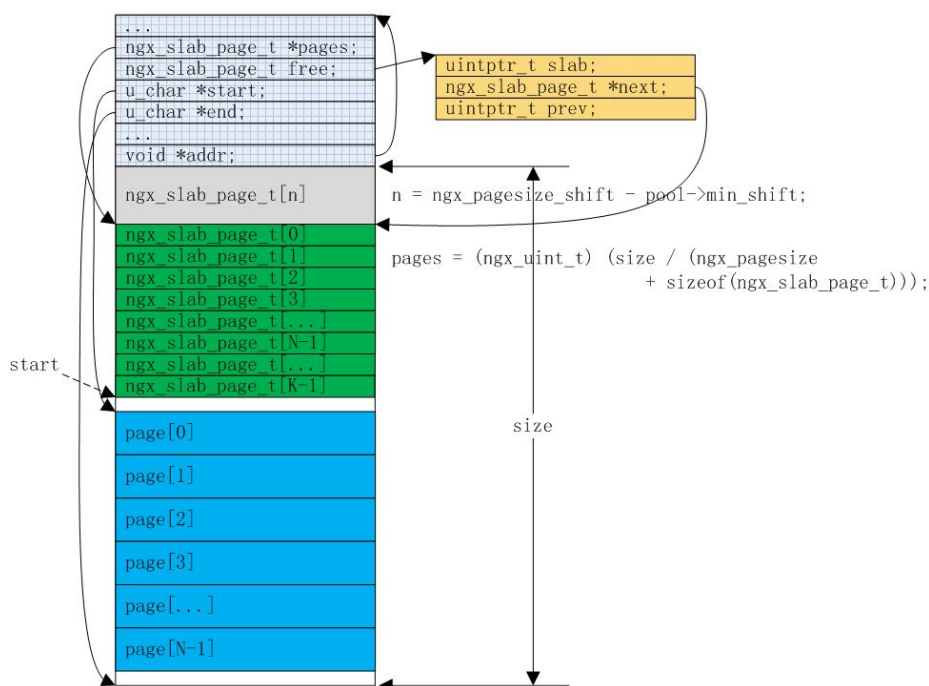 ...
ngx_slab_page_t *pages;
ngx_slab_page_t free;
u_char *start;
u_char *end;
...
void *addr;
uintptr_t slab;
ngx_slab_page_t *next;
uintptr_t prev;
ngx_slab_page_t[n]
n = ngx_pagesize_shift - pool->min_shift;
ngx_slab_page_t[0]
ngx_slab_page_t[1]
ngx_slab_page_t[2]
ngx_slab_page_t[3]
ngx_slab_page_t[...]
ngx_slab_page_t[N-1]
ngx_slab_page_t[...]
ngx_slab_page_t[K-1]
pages = (ngx_uint_t) (size / (ngx_pagesize
+ sizeof(ngx_slab_page_t)));
start
size
page[0]
page[1]
page[2]
page[3]
page[...]
page[N-1]